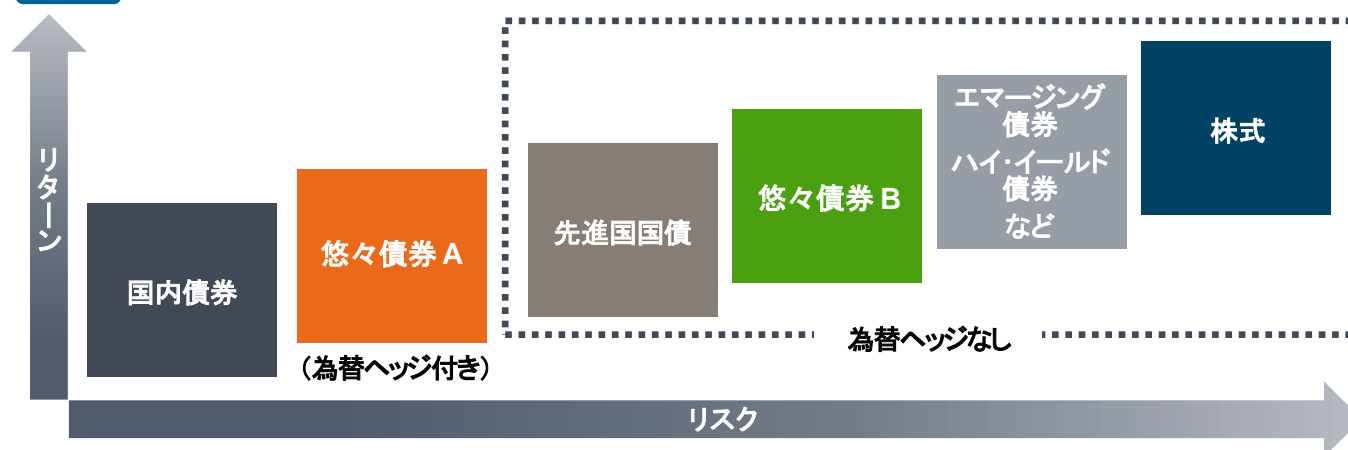 リターン
国内債券
悠々債券 A
(為替ヘッジ付き)
先進国国債
悠々債券 B
エマージング
債券
ハイ・イールド
債券
など
株式
為替ヘッジなし
リスク